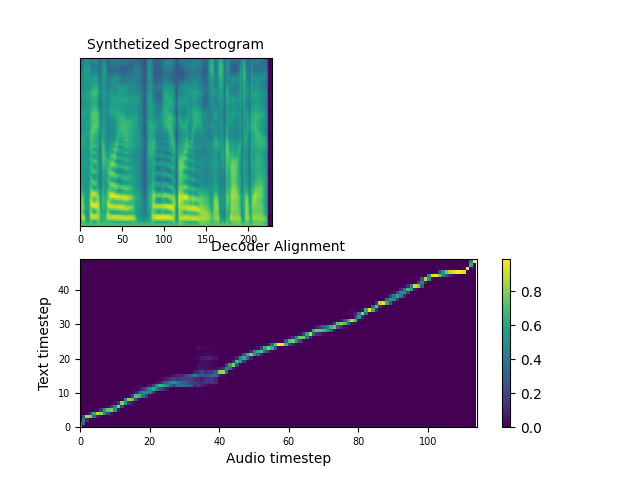 Synthetized Spectrogram
0 50 100 150 200
Decoder Alignment
Text timestep
40
30
20
10
0
0 20 40 60 80 100
Audio timestep
0.8
0.6
0.4
0.2
0.0